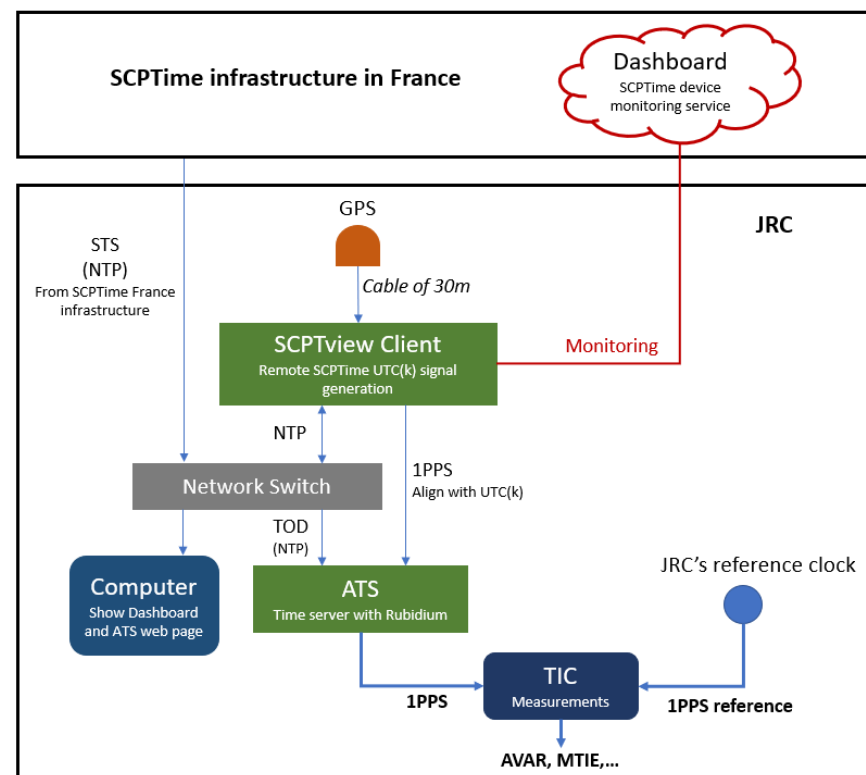 SCPTime infrastructure in France
Dashboard
SCPTime device
monitoring service
JRC
GPS
STS
(NTP)
From SCPTime France
infrastructure
Cable of 30m
SCPTview Client
Remote SCPTime UTC(k) signal
generation
Monitoring
NTP
1PPS
Align with UTC(k)
Network Switch
TOD
(NTP)
Computer
Show Dashboard
and ATS web page
ATS
Time server with Rubidium
JRC's reference clock
TIC
Measurements
1PPS
1PPS reference
AVAR, MTIE,...